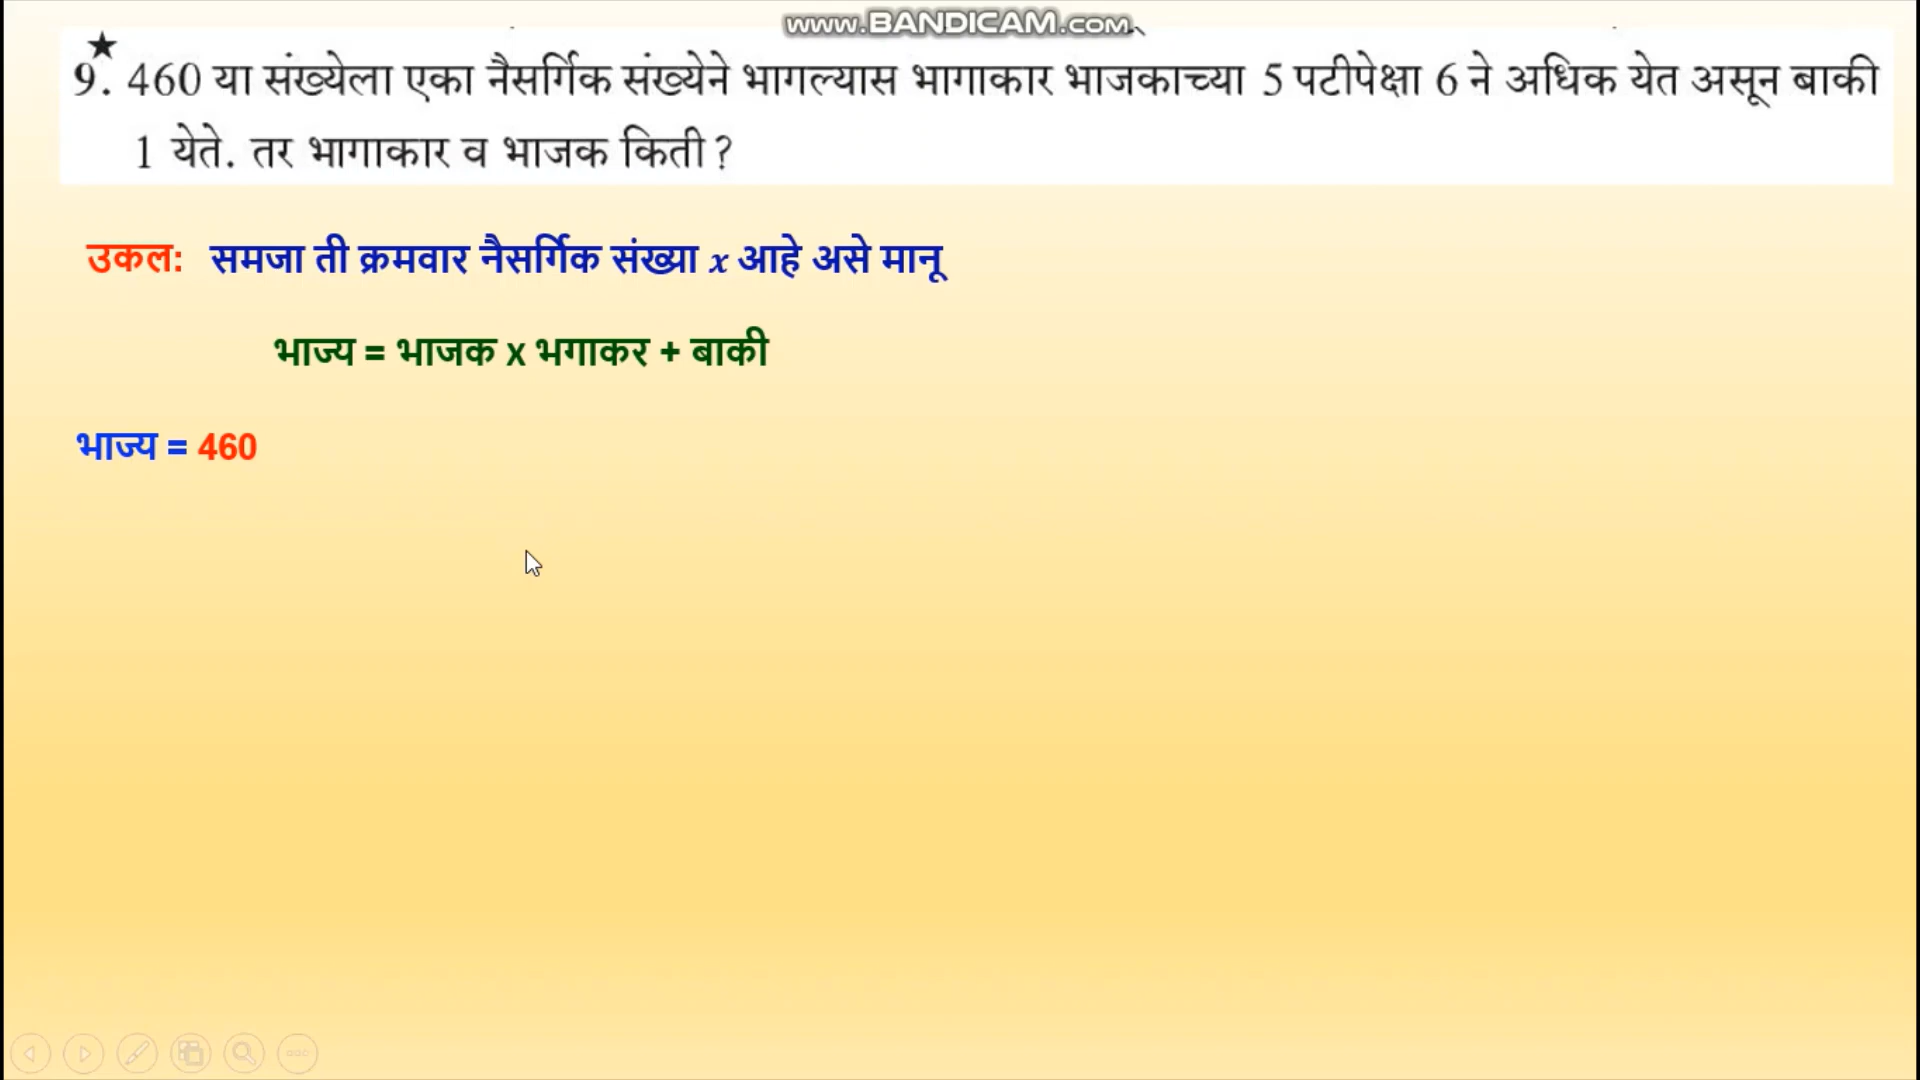 www.BANDICAM.com
★
9. 460 या संख्येला एका नैसर्गिक संख्येने भागल्यास भागाकार भाजकाच्या 5 पटीपेक्षा 6 ने अधिक येत असून बाकी
1 येते. तर भागाकार व भाजक किती?
उकल: समजा ती क्रमवार नैसर्गिक संख्या x आहे असे मानू
भाज्य = भाजक x भगाकर + बाकी
भाज्य = 460